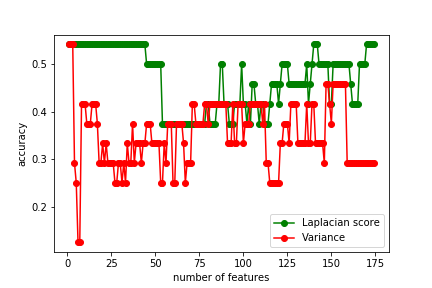 0.5
0.4
0.3
0.2
accuracy
0 25 50 75 100 125 150 175
number of features
Laplacian score
Variance